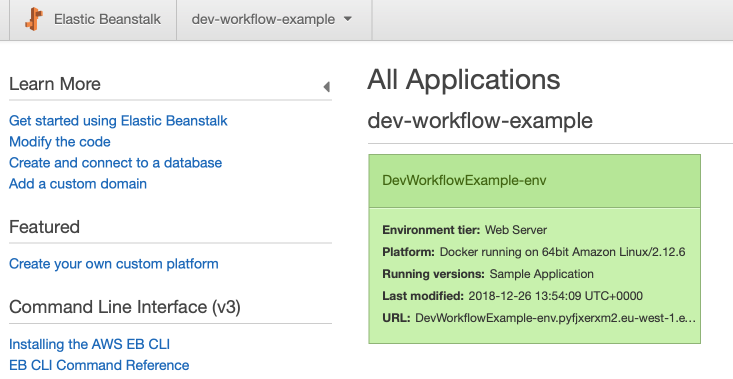 Elastic Beanstalk
dev-workflow-example
Learn More
Get started using Elastic Beanstalk
Modify the code
Create and connect to a database
Add a custom domain
Featured
Create your own custom platform
Command Line Interface (v3)
Installing the AWS EB CLI
EB CLI Command Reference
All Applications
dev-workflow-example
DevWorkflowExample-env
Environment tier: Web Server
Platform: Docker running on 64bit Amazon Linux/2.12.6
Running versions: Sample Application
Last modified: 2018-12-26 13:54:09 UTC+0000
URL: DevWorkflowExample-env.pyfjxerxm2.eu-west-1.e...